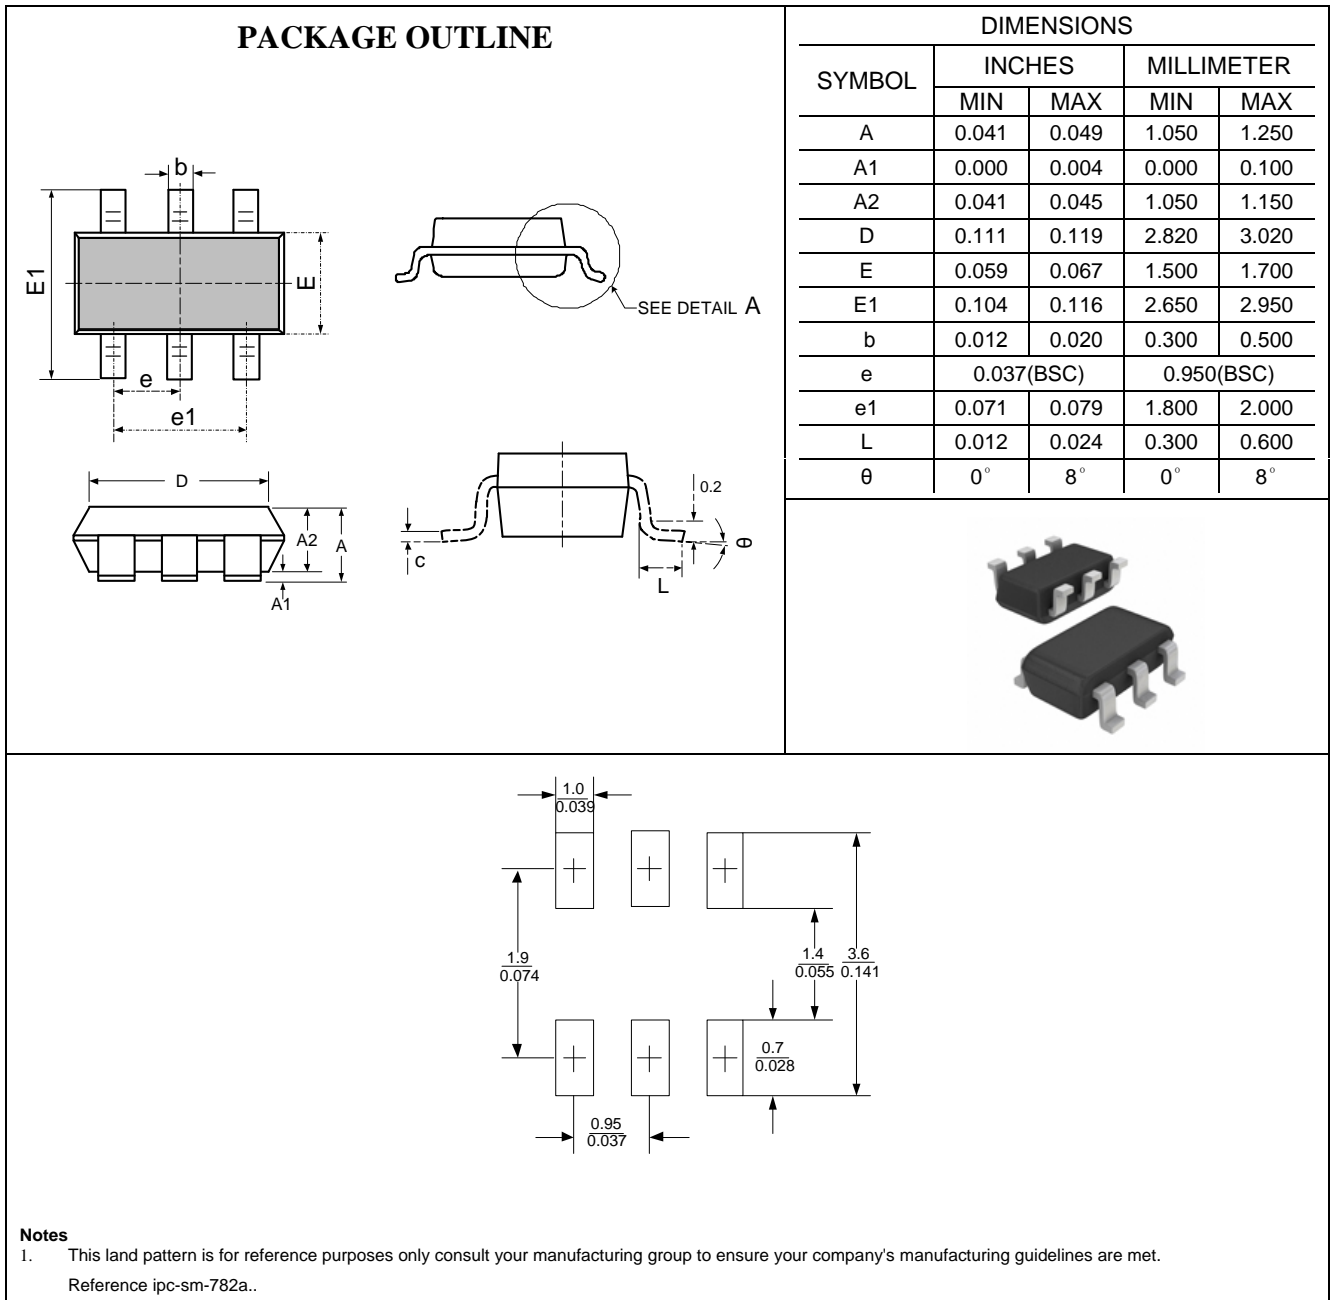 PACKAGE OUTLINE
b
E1
E
e
e1
SEE DETAIL A
D
A2
A
A1
c
0.2
θ
L
DIMENSIONS
SYMBOL INCHES MILLIMETER
MIN MAX MIN MAX
A 0.041 0.049 1.050 1.250
A1 0.000 0.004 0.000 0.100
A2 0.041 0.045 1.050 1.150
D 0.111 0.119 2.820 3.020
E 0.059 0.067 1.500 1.700
E1 0.104 0.116 2.650 2.950
b 0.012 0.020 0.300 0.500
e 0.037(BSC) 0.950(BSC)
e1 0.071 0.079 1.800 2.000
L 0.012 0.024 0.300 0.600
θ 0° 8° 0° 8°
1.0
0.039
1.9
0.074
1.4
0.055
3.6
0.141
0.7
0.028
0.95
0.037
Notes
1. This land pattern is for reference purposes only consult your manufacturing group to ensure your company's manufacturing guidelines are met.
Reference ipc-sm-782a..